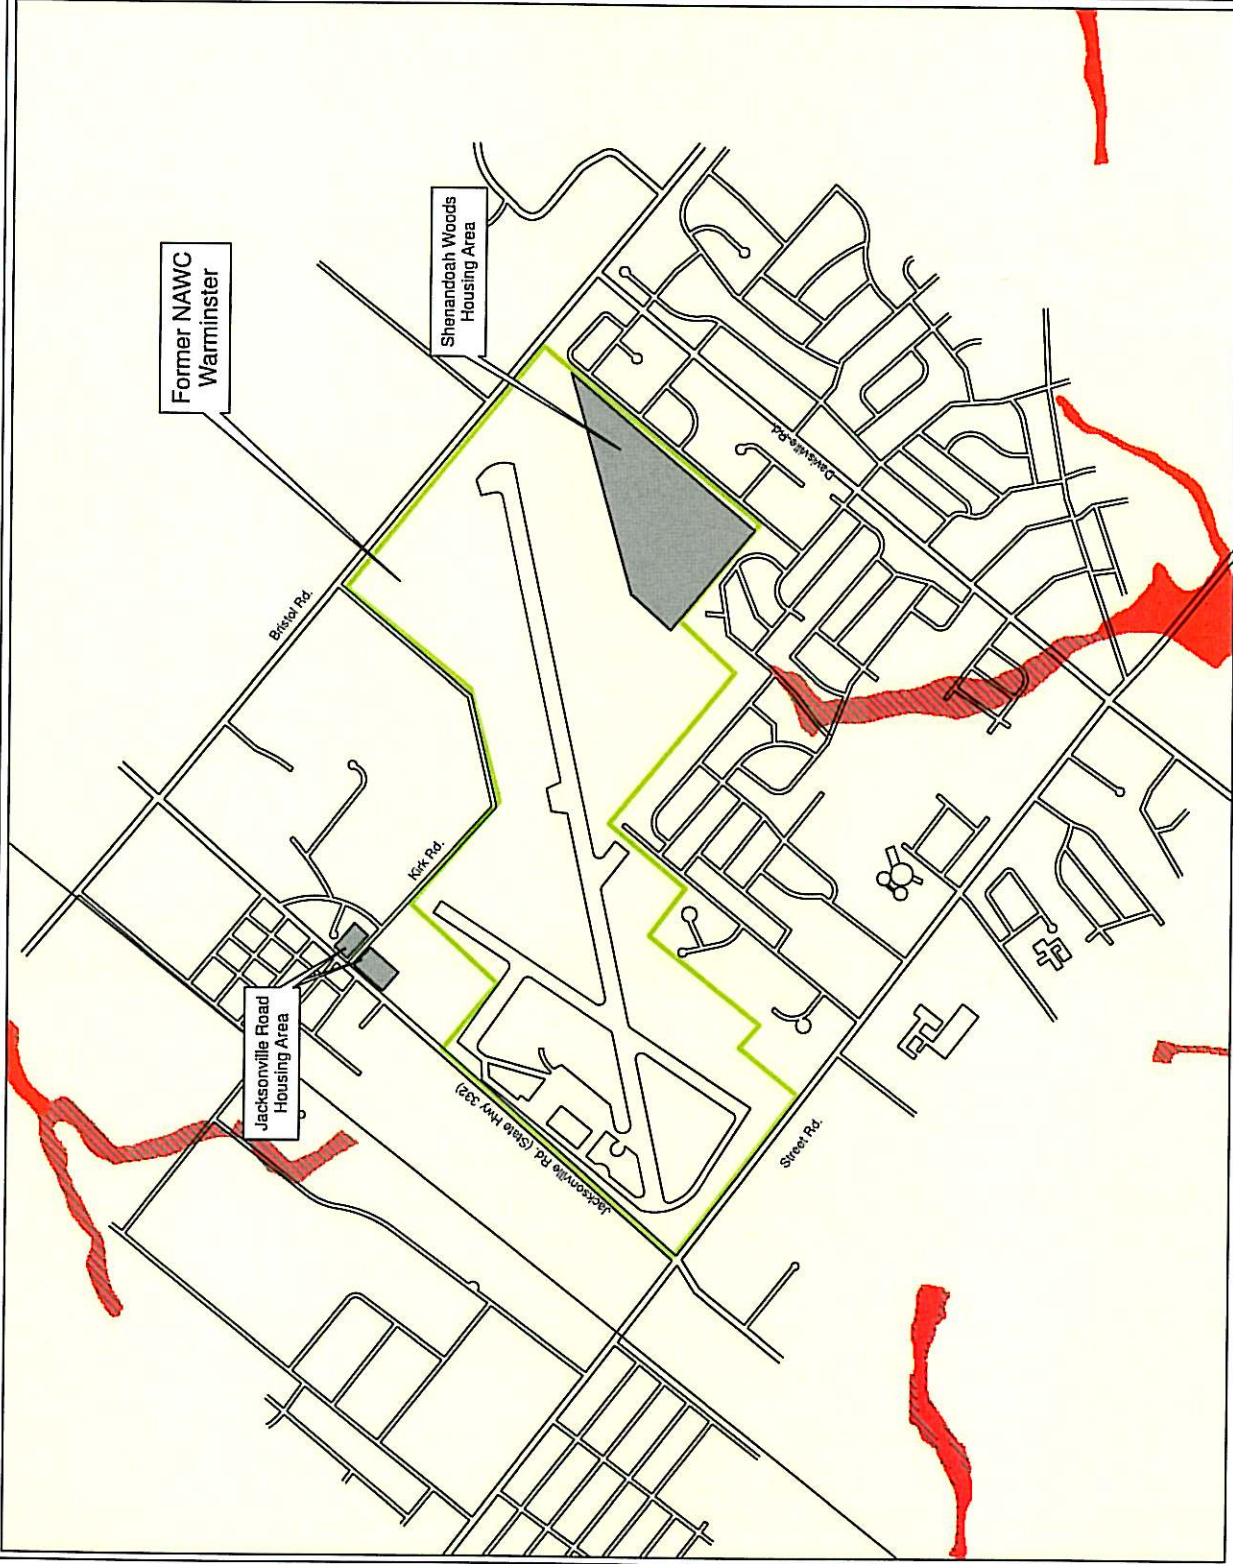 Former NAWC
Warminster
Shenandoah Woods
Housing Area
Bristol Rd.
Davisville Rd.
Kirk Rd.
Jacksonville Road
Housing Area
Jacksonville Rd. (State Hwy 332)
Street Rd.